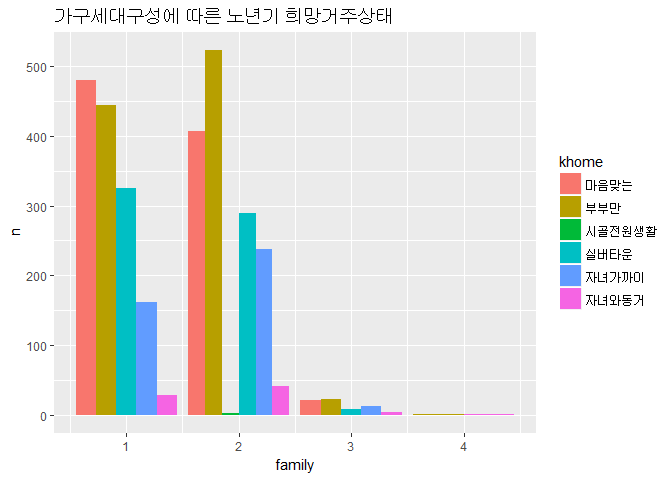 가구세대구성에 따른 노년기 희망거주상태
500
400
300
200
100
0
n
1 2 3 4
family
khome
마음맞는
부부만
시골전원생활
실버타운
자녀가까이
자녀와동거